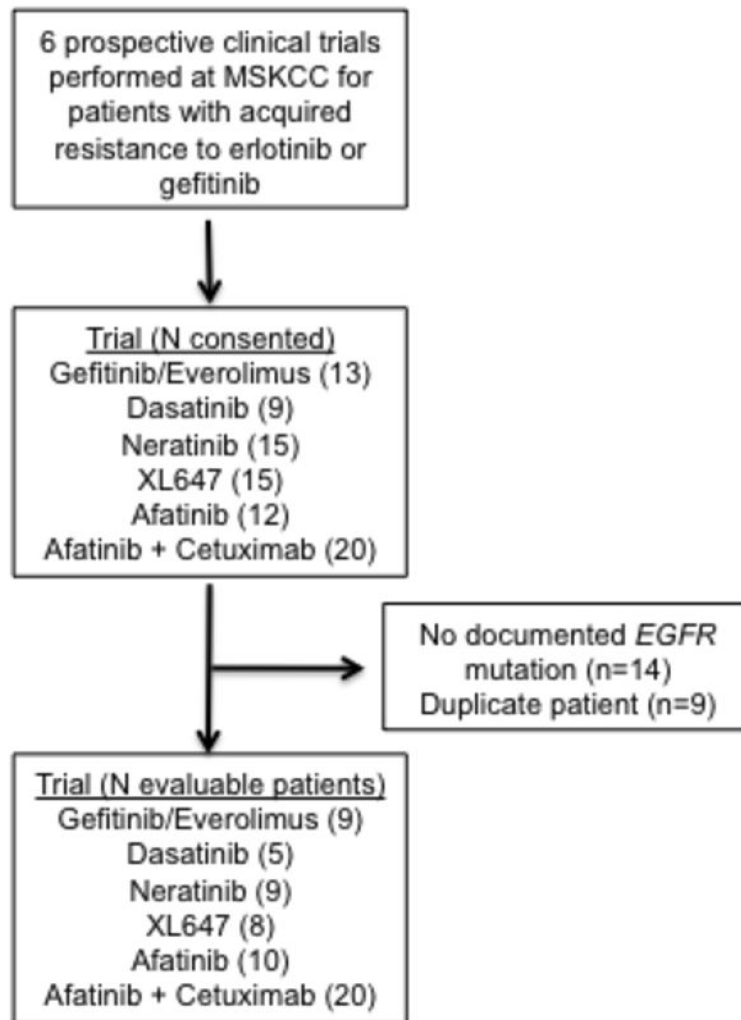 6 prospective clinical trials
performed at MSKCC for
patients with acquired
resistance to erlotinib or
gefitinib
Trial (N consented)
Gefitinib/Everolimus (13)
Dasatinib (9)
Neratinib (15)
XL647 (15)
Afatinib (12)
Afatinib + Cetuximab (20)
No documented EGFR
mutation (n=14)
Duplicate patient (n=9)
Trial (N evaluable patients)
Gefitinib/Everolimus (9)
Dasatinib (5)
Neratinib (9)
XL647 (8)
Afatinib (10)
Afatinib + Cetuximab (20)